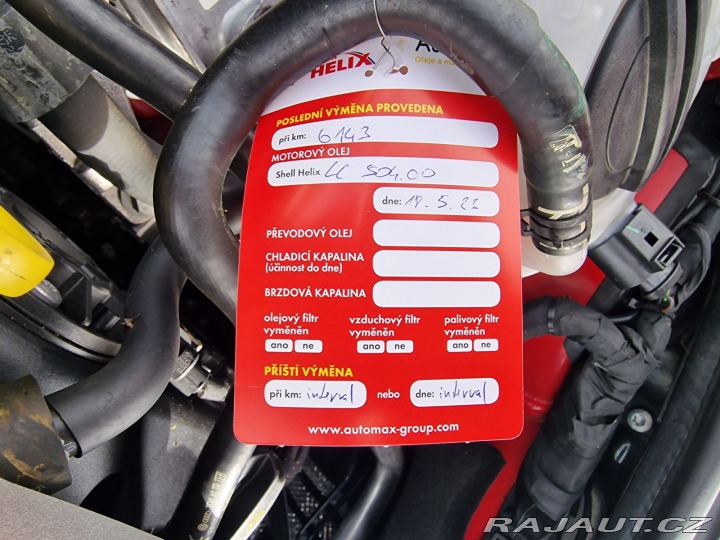 HELIX
Oleje a
POSLEDNÍ VÝMĚNA PROVEDENA
při km: 6143
MOTOROVÝ OLEJ
Shell Helix LL 504.00
dne: 18. 5. 21
PŘEVODOVÝ OLEJ
CHLADICÍ KAPALINA
(účinnost do dne)
BRZDOVÁ KAPALINA
olejový filtr vyměněn
vzduchový filtr vyměněn
palivový filtr vyměněn
ano ne
ano ne
ano ne
PŘÍŠTÍ VÝMĚNA
při km: interval nebo dne: interval
www.automax-group.com
RAJAUT.CZ